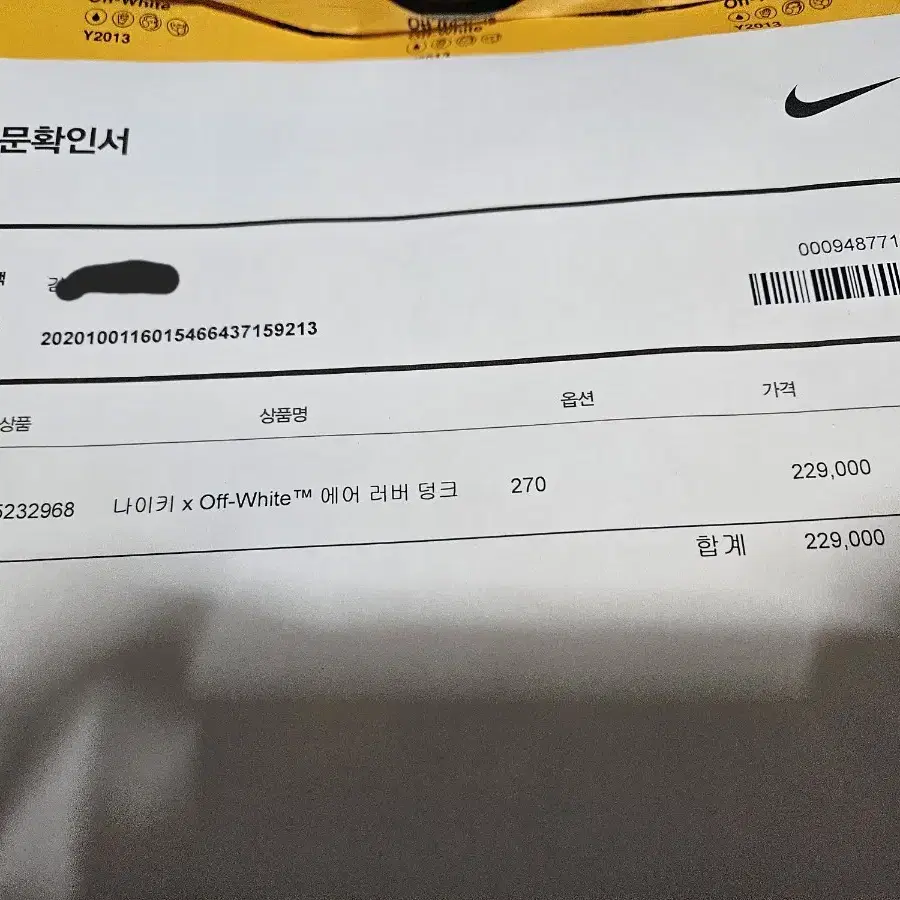 Off-White
Y2013
Off-White
Off-White
Y2013
문확인서
000948771
20201001160154664371592​13
상품 상품명 옵션 가격
5232968 나이키 x Off-White™ 에어 러버 덩크 270 229,000
합계 229,000